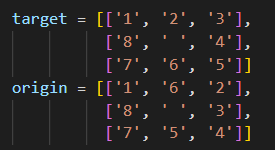 target = [['1', '2', '3'],
['8', ' ', '4'],
['7', '6', '5']]
origin = [['1', '6', '2'],
['8', ' ', '3'],
['7', '5', '4']]